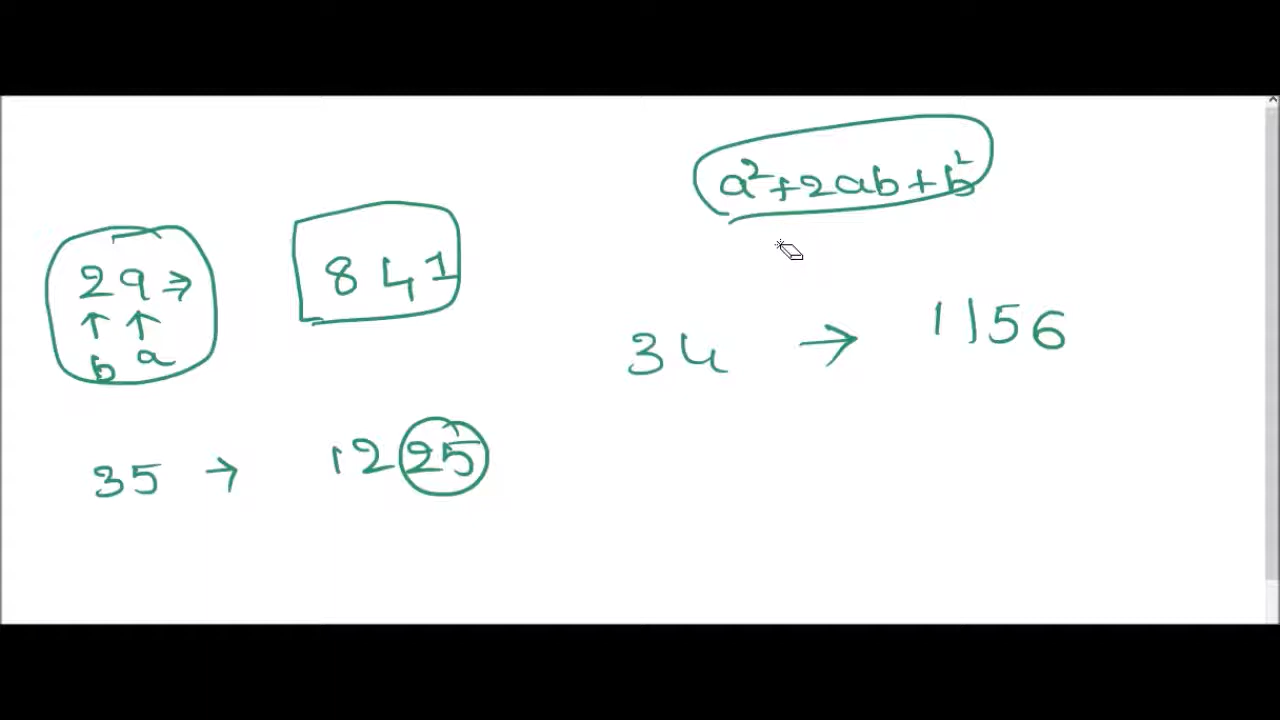 a²+2ab+b²
29⇒ 841
↑ ↑
b a
34 → 1156
35 → 1225